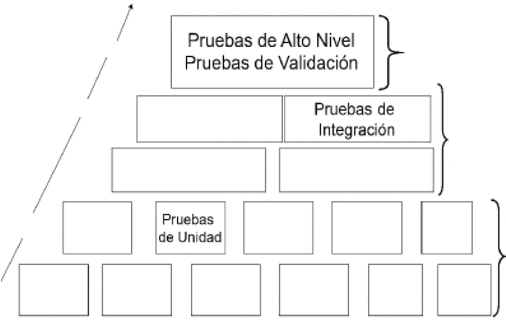 Pruebas de Alto Nivel
Pruebas de Validación
Pruebas de
Integración
Pruebas
de Unidad